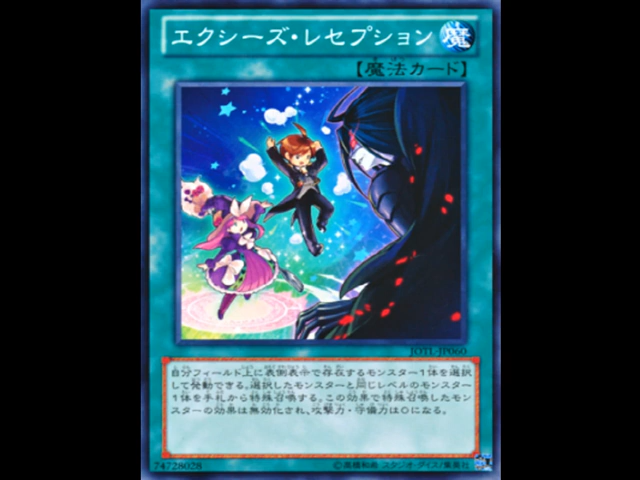 エクシーズ・レセプション
魔
【魔法カード】
JOTL-JP060
自分フィールド上に表側表示で存在するモンスター1体を選択
して発動できる。選択したモンスターと同じレベルのモンスター
1体を手札から特殊召喚する。この効果で特殊召喚したモン
スターの効果は無効化され、攻撃力・守備力は0になる。
74728028
©高橋和希 スタジオ・ダイス/集英社